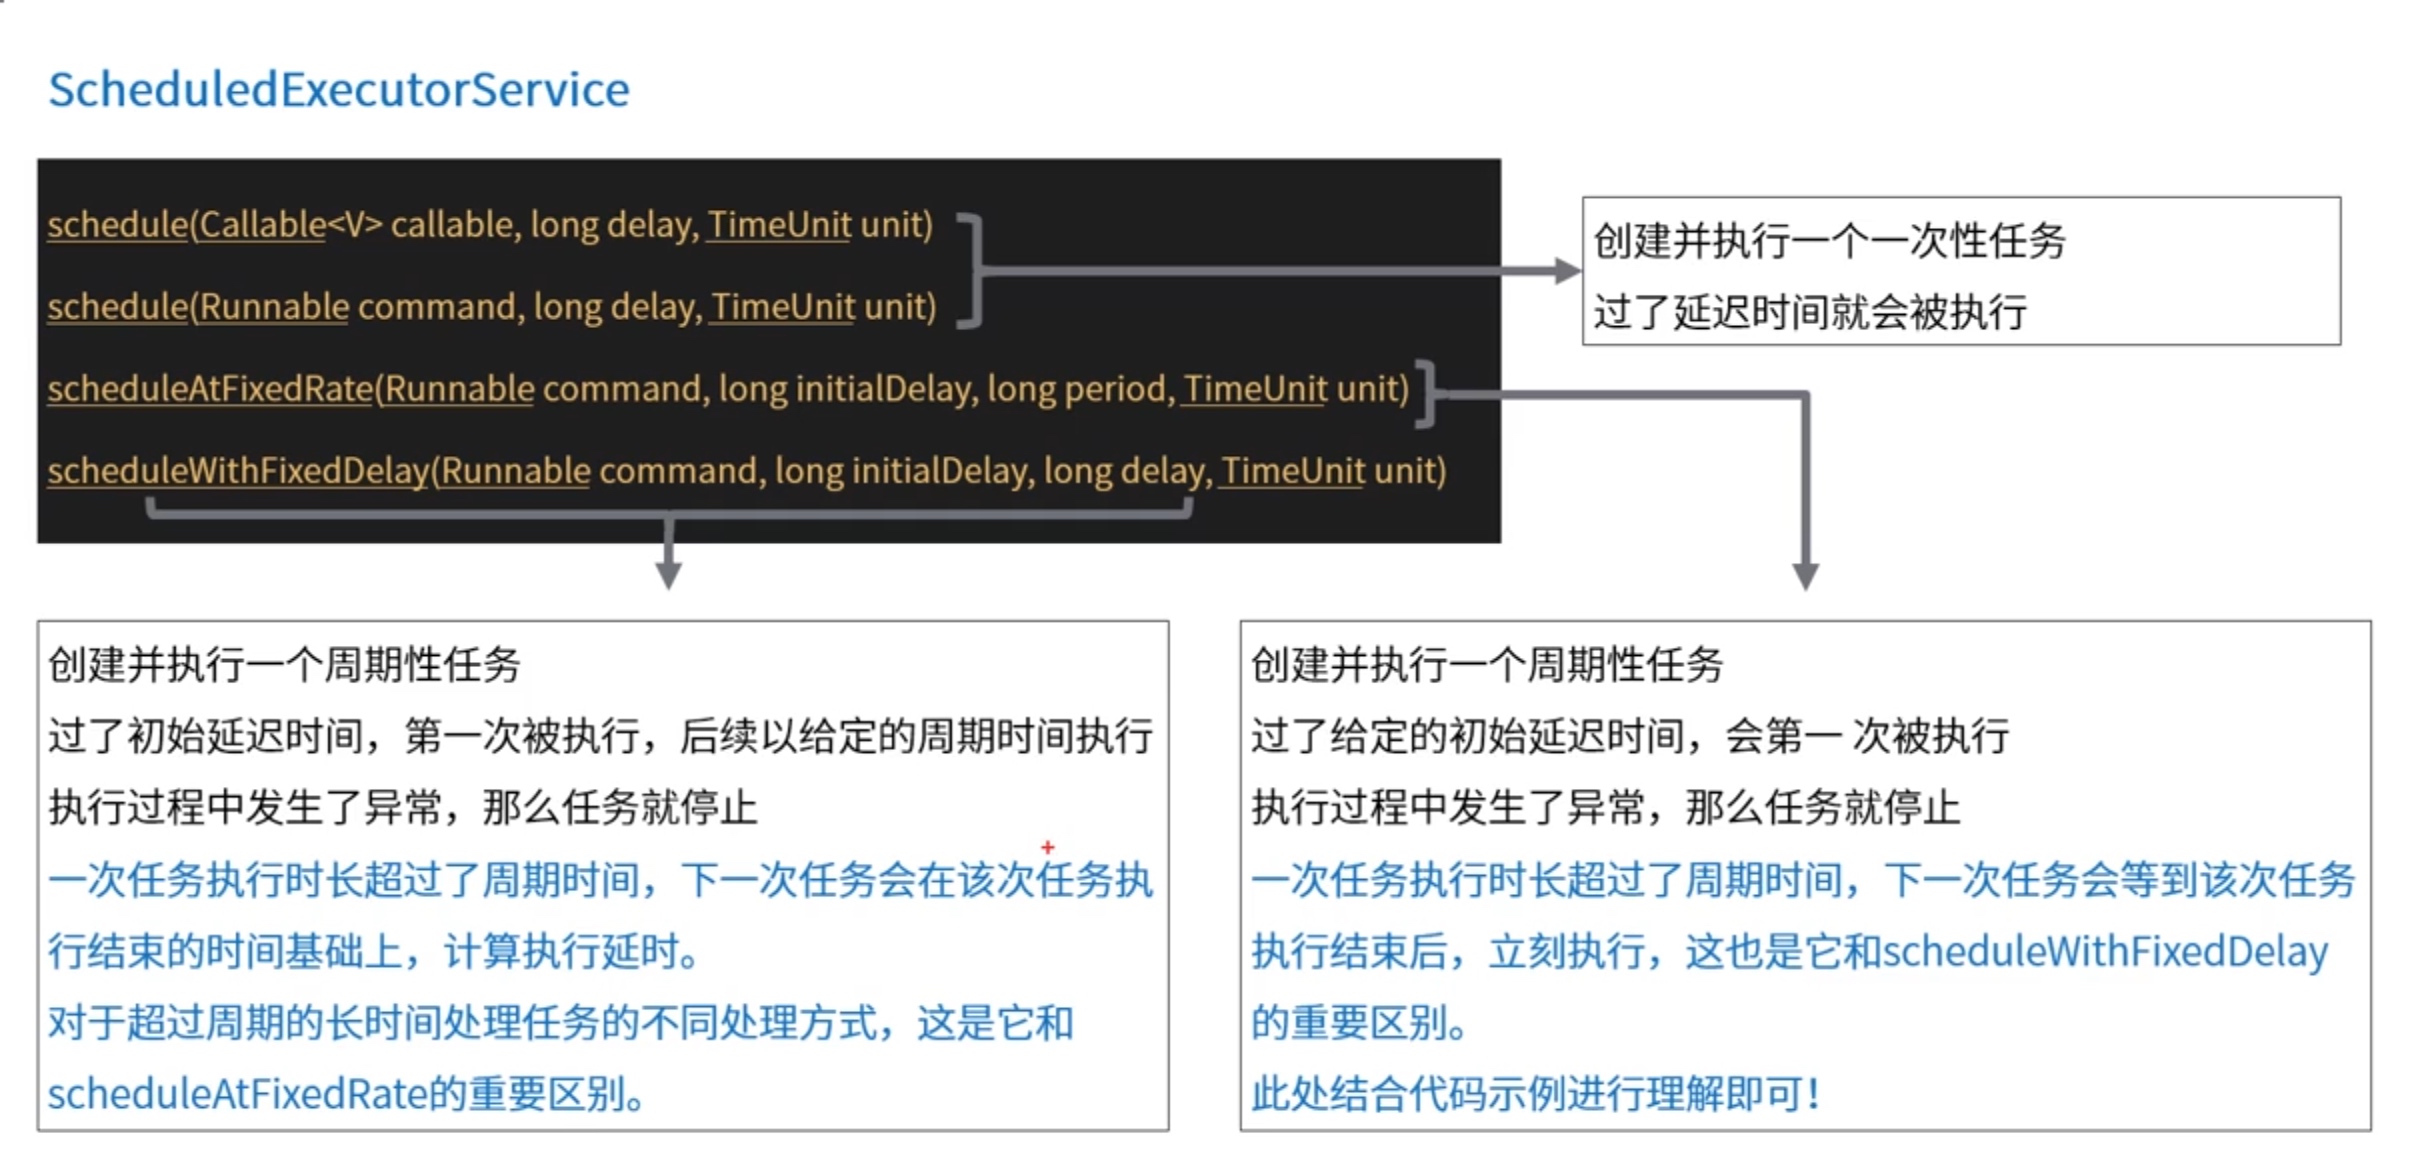 ScheduledExecutorService
schedule(Callable<V> callable, long delay, TimeUnit unit)
schedule(Runnable command, long delay, TimeUnit unit)
scheduleAtFixedRate(Runnable command, long initialDelay, long period, TimeUnit unit)
scheduleWithFixedDelay(Runnable command, long initialDelay, long delay, TimeUnit unit)
创建并执行一个一次性任务
过了延迟时间就会被执行
创建并执行一个周期性任务
过了初始延迟时间，第一次被执行，后续以给定的周期时间执行
执行过程中发生了异常，那么任务就停止
一次任务执行时长超过了周期时间，下一次任务会在该次任务执
行结束的时间基础上，计算执行延时。
对于超过周期的长时间处理任务的不同处理方式，这是它和
scheduleAtFixedRate的重要区别。
创建并执行一个周期性任务
过了给定的初始延迟时间，会第一 次被执行
执行过程中发生了异常，那么任务就停止
一次任务执行时长超过了周期时间，下一次任务会等到该次任务
执行结束后，立刻执行，这也是它和scheduleWithFixedDelay
的重要区别。
此处结合代码示例进行理解即可！